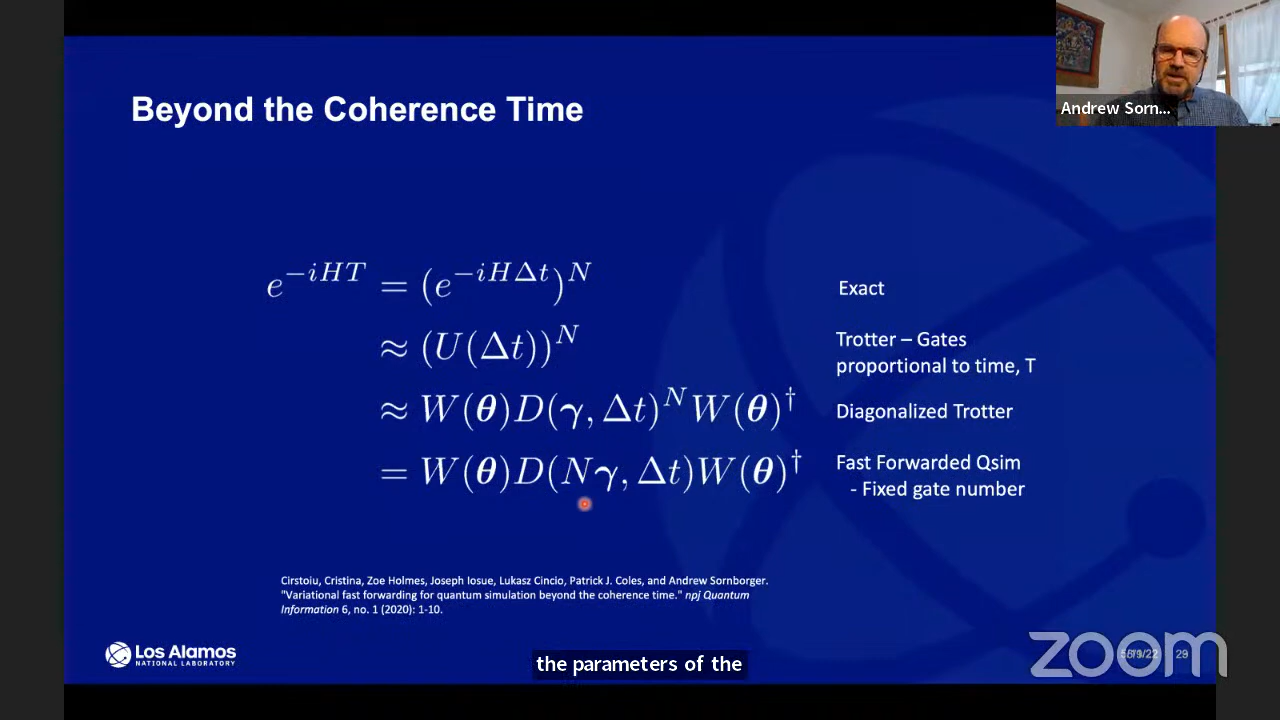 Beyond the Coherence Time
Andrew Sorn...
e^{-iHT} = (e^{-iHΔt})^N
Exact
≈ (U(Δt))^N
Trotter – Gates
proportional to time, T
≈ W(θ)D(γ, Δt)^N W(θ)^†
Diagonalized Trotter
= W(θ)D(Nγ, Δt)W(θ)^†
Fast Forwarded Qsim
- Fixed gate number
Cirstoiu, Cristina, Zoe Holmes, Joseph Iosue, Lukasz Cincio, Patrick J. Coles, and Andrew Sornborger.
"Variational fast forwarding for quantum simulation beyond the coherence time." npj Quantum
Information 6, no. 1 (2020): 1-10.
Los Alamos
NATIONAL LABORATORY
the parameters of the
zoom